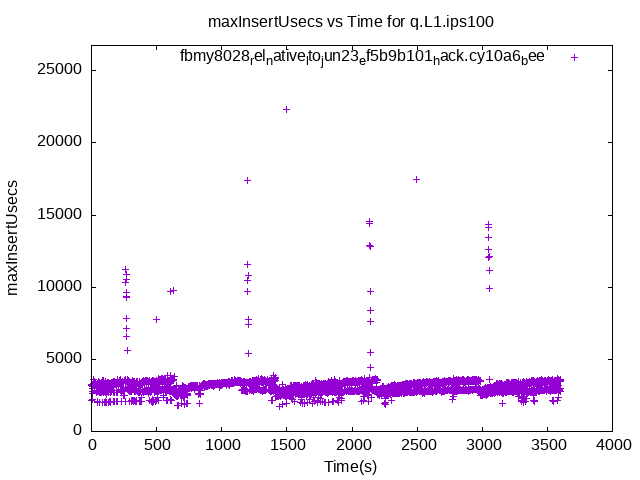 maxInsertUsecs vs Time for q.L1.ips100
fbmy8028relnativelitojun23ef5b9b101hack.cy10a6bee
25000
20000
15000
10000
5000
0
maxInsertUsecs
0 500 1000 1500 2000 2500 3000 3500 4000
Time(s)